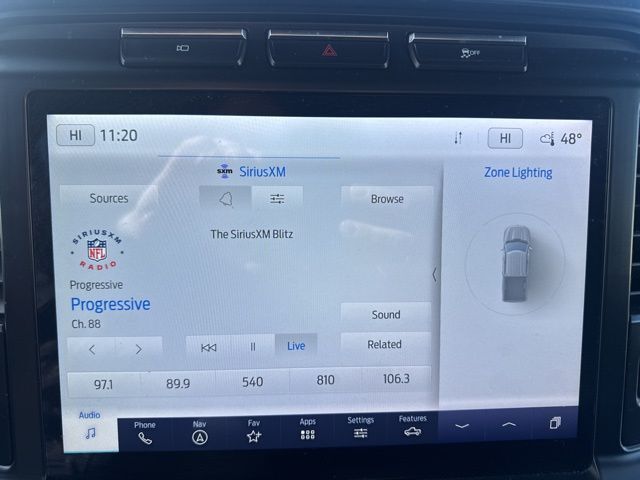 OFF
HI 11:20
HI 48°
sxm SiriusXM
Zone Lighting
Sources
Browse
The SiriusXM Blitz
SIRIUSXM
NFL
RADIO
Progressive
Progressive
Ch. 88
Sound
Live
Related
97.1 89.9 540 810 106.3
Audio Phone Nav Fav Apps Settings Features